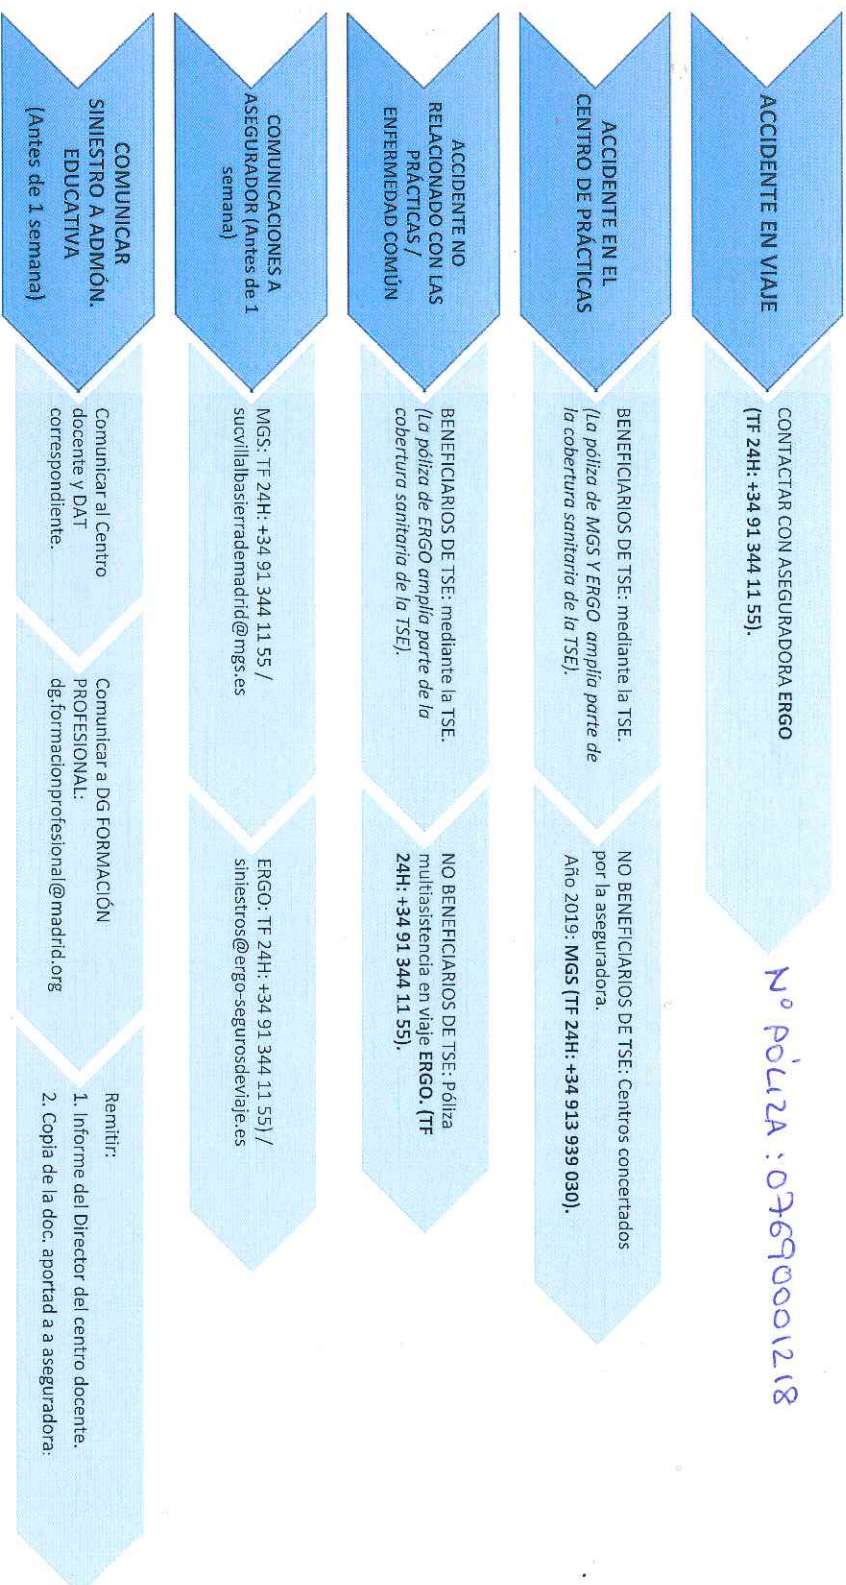 ACCIDENTE EN VIAJE
CONTACTAR CON ASEGURADORA ERGO
(TF 24H: +34 91 344 11 55).
Nº PÓLIZA: 07690001218
ACCIDENTE EN EL
CENTRO DE PRÁCTICAS
BENEFICIARIOS DE TSE: mediante la TSE.
(La póliza de MGS Y ERGO amplía parte de
la cobertura sanitaria de la TSE).
NO BENEFICIARIOS DE TSE: Centros concertados
por la aseguradora.
Año 2019: MGS (TF 24H: +34 913 939 030).
ACCIDENTE NO
RELACIONADO CON LAS
PRÁCTICAS /
ENFERMEDAD COMÚN
BENEFICIARIOS DE TSE: mediante la TSE.
(La póliza de ERGO amplía parte de la
cobertura sanitaria de la TSE).
NO BENEFICIARIOS DE TSE: Póliza
multiasistencia en viaje ERGO. (TF
24H: +34 91 344 11 55).
COMUNICACIONES A
ASEGURADOR (Antes de 1
semana)
MGS: TF 24H: +34 91 344 11 55 /
sucvillalbasierrademadrid@mgs.es
ERGO: TF 24H: +34 91 344 11 55) /
siniestros@ergo-segurosdeviaje.es
COMUNICAR
SINIESTRO A ADMÓN.
EDUCATIVA
(Antes de 1 semana)
Comunicar al Centro
docente y DAT
correspondiente.
Comunicar a DG FORMACIÓN
PROFESIONAL:
dg.formacionprofesional@madrid.org
Remitir:
1. Informe del Director del centro docente.
2. Copia de la doc. aportad a a aseguradora: